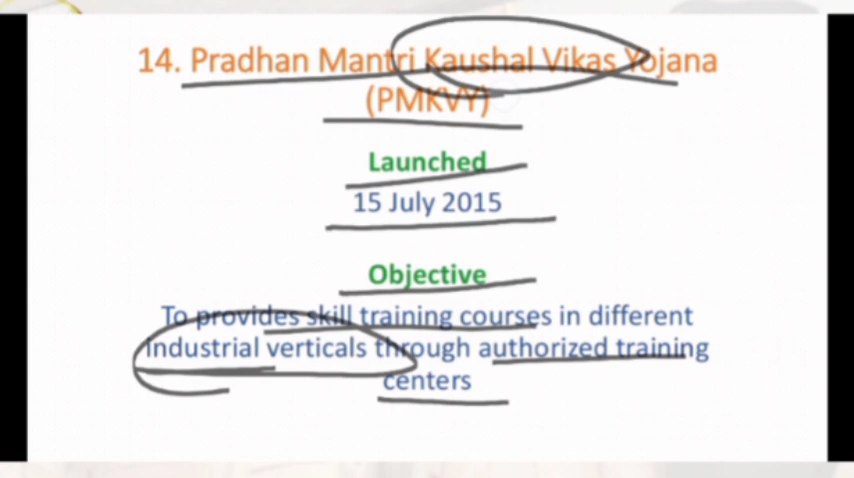 14. Pradhan Mantri Kaushal Vikas Yojana
(PMKVY)
Launched
15 July 2015
Objective
To provides skill training courses in different
industrial verticals through authorized training
centers